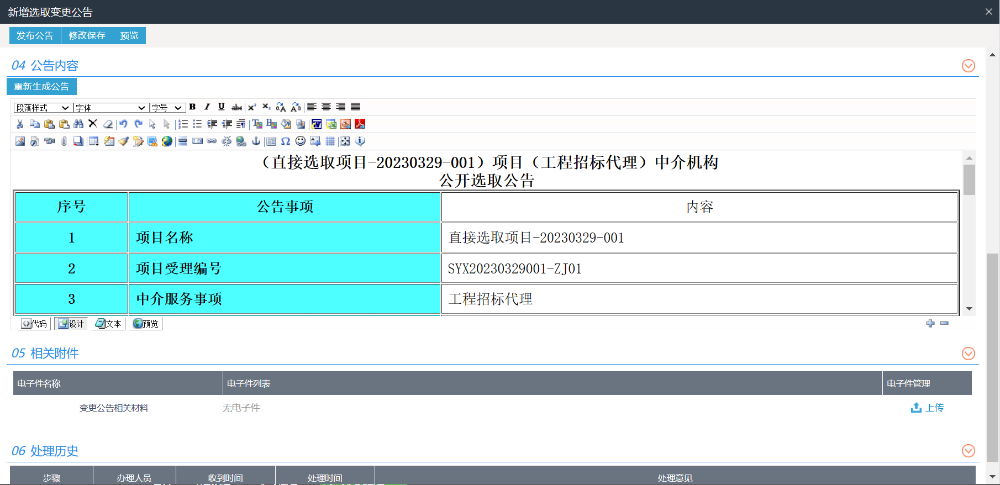 新增选取变更公告
发布公告 修改保存 预览
04 公告内容
重新生成公告
段落样式 字体 字号
（直接选取项目-20230329-001）项目（工程招标代理）中介机构
公开选取公告
序号 公告事项 内容
1 项目名称 直接选取项目-20230329-001
2 项目受理编号 SYX20230329001-ZJ01
3 中介服务事项 工程招标代理
代码 设计 文本 预览
05 相关附件
电子件名称 电子件列表 电子件管理
变更公告相关材料 无电子件 上传
06 处理历史
步骤 办理人员 收到时间 处理时间 处理意见